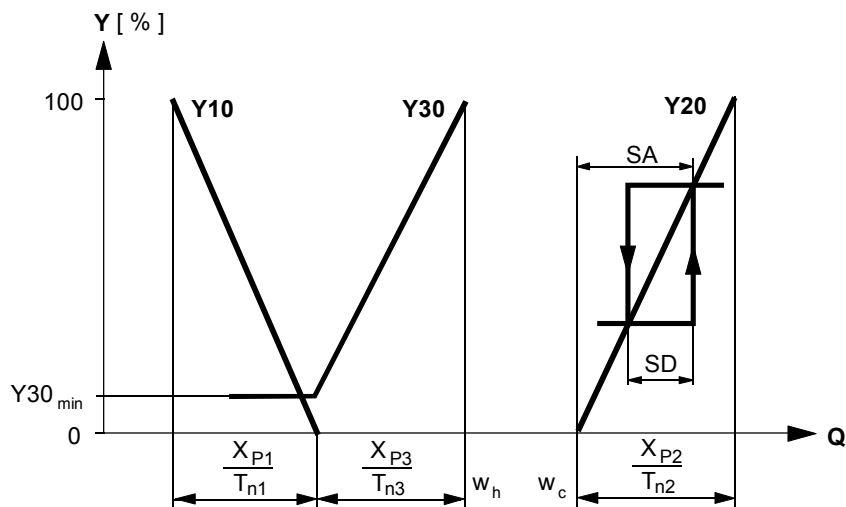 Y [ % ]
100
Y10
Y30
Y20
SA
SD
Y30 min
0
Q
X P1
T n1
X P3
T n3
w h
w c
X P2
T n2